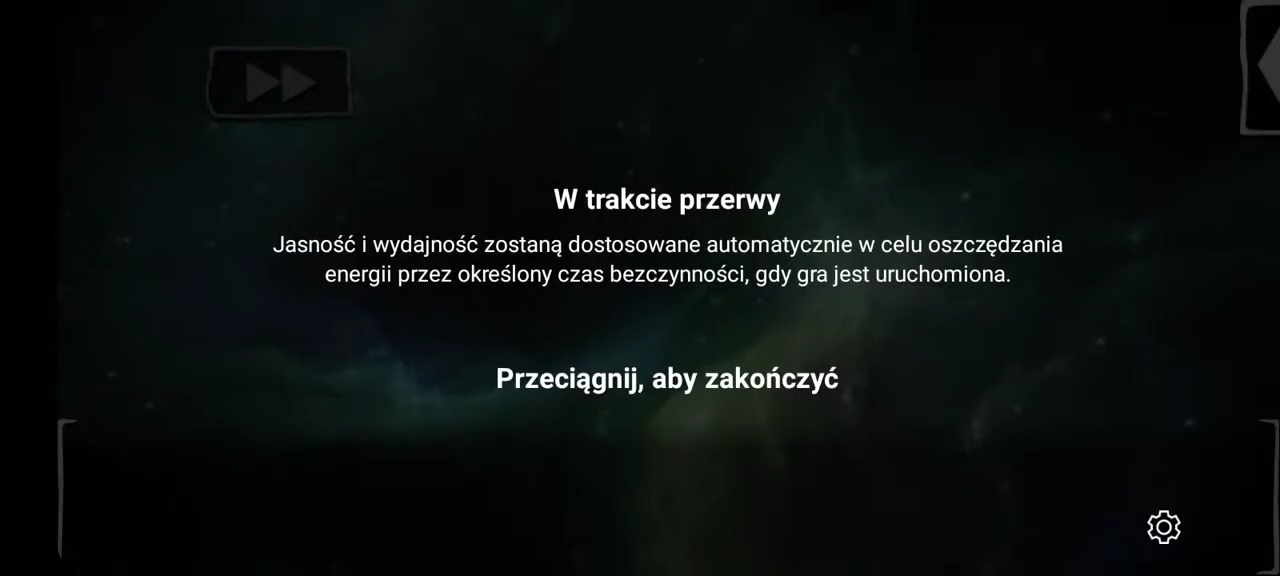 W trakcie przerwy
Jasność i wydajność zostaną dostosowane automatycznie w celu oszczędzania
energii przez określony czas bezczynności, gdy gra jest uruchomiona.
Przeciągnij, aby zakończyć